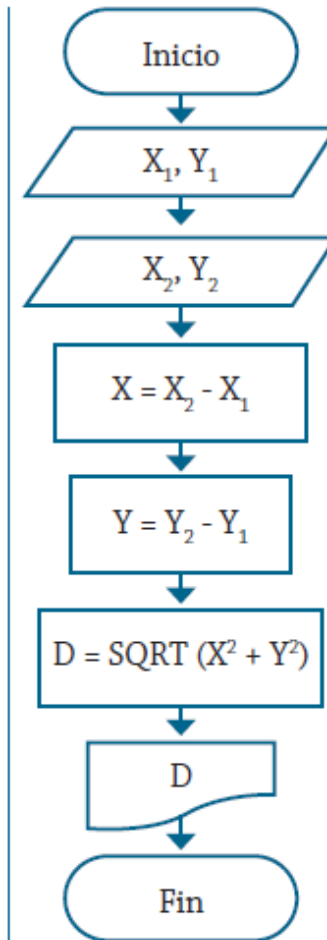 Inicio
X₁, Y₁
X₂, Y₂
X = X₂ - X₁
Y = Y₂ - Y₁
D = SQRT (X² + Y²)
D
Fin